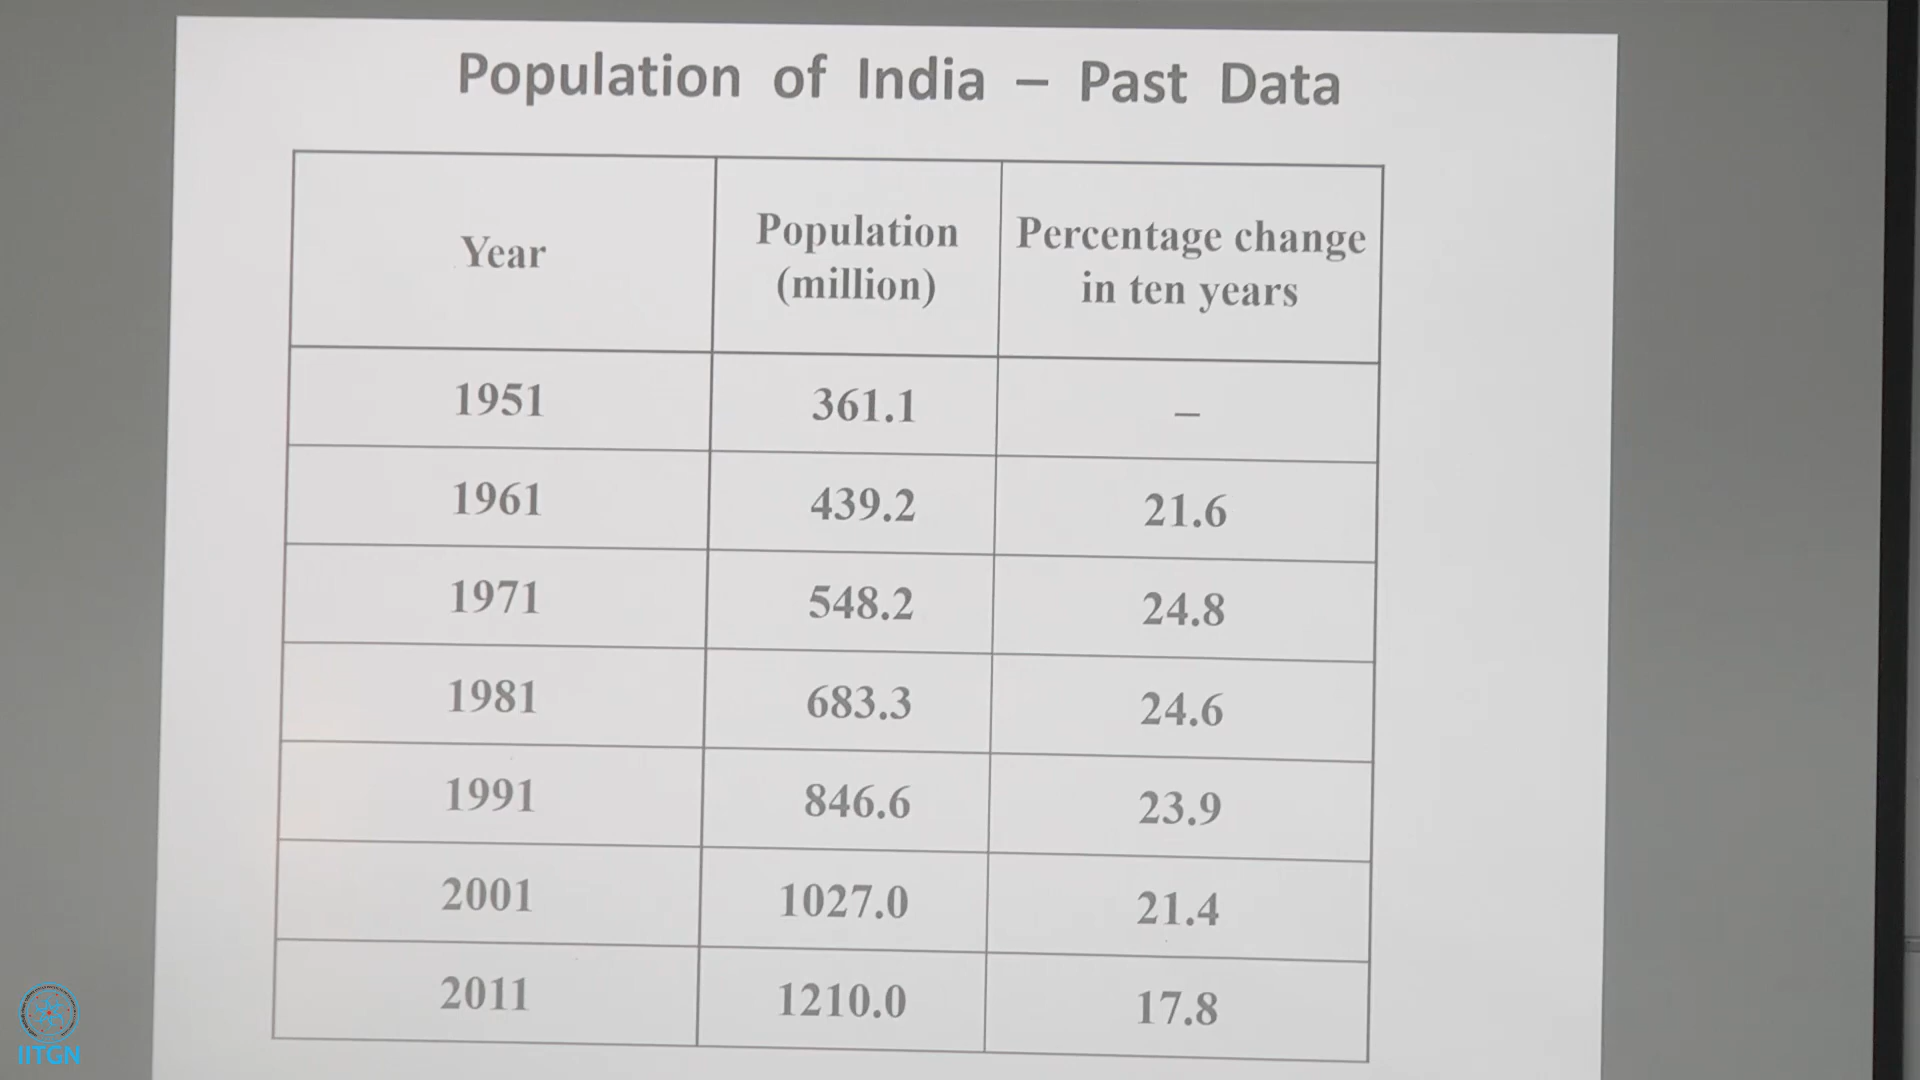 Population of India – Past Data
Year Population (million) Percentage change in ten years
1951 361.1 –
1961 439.2 21.6
1971 548.2 24.8
1981 683.3 24.6
1991 846.6 23.9
2001 1027.0 21.4
2011 1210.0 17.8
IITGN